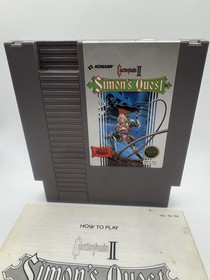 KONAMI
Castlevania II
Simon's Quest
HOW TO PLAY
Castlevania II
Simon's Quest